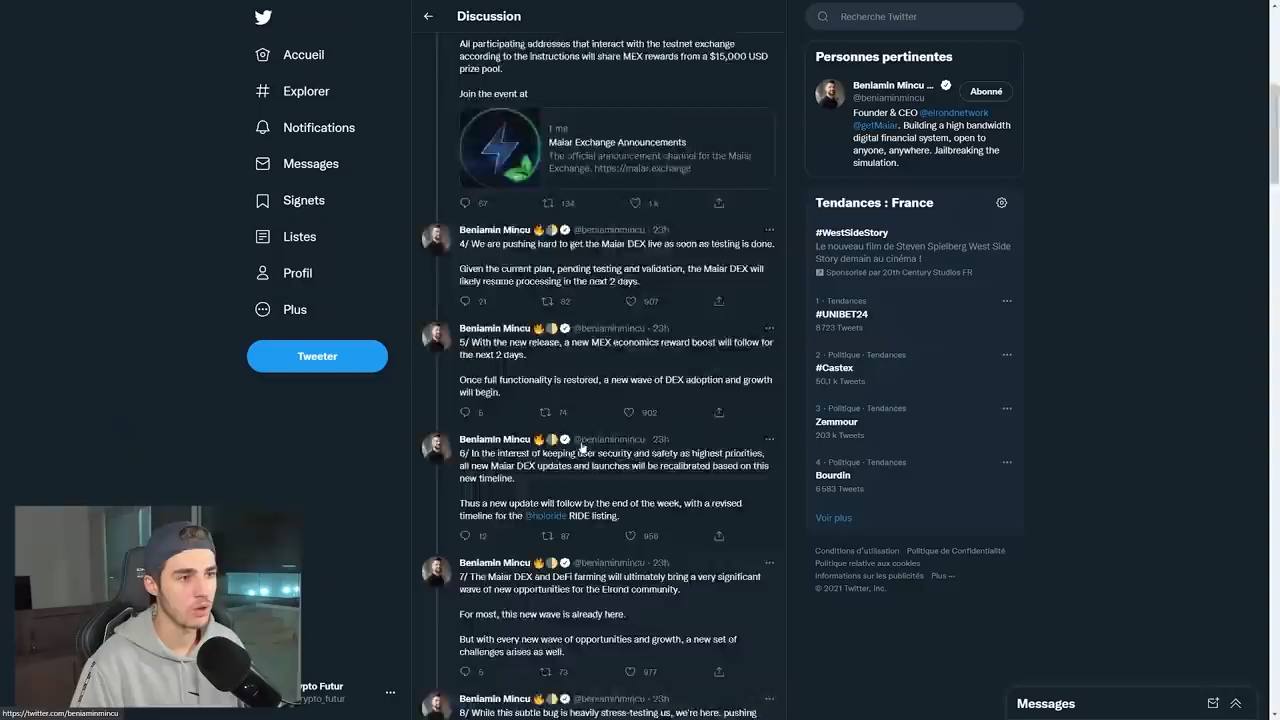 Discussion
Recherche Twitter
Accueil
Explorer
Notifications
Messages
Signets
Listes
Profil
Plus
Tweeter
All participating addresses that interact with the testnet exchange
according to the instructions will share MEX rewards from a $15,000 USD
prize pool.
Join the event at
Maiar Exchange Announcements
The official announcement channel for the Maiar
Exchange. https://maiar.exchange
67 134 1 k
Beniamin Mincu @beniaminmincu · 23h
4/ We are pushing hard to get the Maiar DEX live as soon as testing is done.
Given the current plan, pending testing and validation, the Maiar DEX will
likely resume processing in the next 2 days.
21 82 907
Beniamin Mincu @beniaminmincu · 23h
5/ With the new release, a new MEX economics reward boost will follow for
the next 2 days.
Once full functionality is restored, a new wave of DEX adoption and growth
will begin.
5 74 902
Beniamin Mincu @beniaminmincu · 23h
6/ In the interest of keeping user security and safety as highest priorities,
all new Maiar DEX updates and launches will be recalibrated based on this
new timeline.
Thus a new update will follow by the end of the week, with a revised
timeline for the @holoride RIDE listing.
12 87 956
Beniamin Mincu @beniaminmincu · 23h
7/ The Maiar DEX and DeFi farming will ultimately bring a very significant
wave of new opportunities for the Elrond community.
For most, this new wave is already here.
But with every new wave of opportunities and growth, a new set of
challenges arises as well.
5 73 977
Beniamin Mincu @beniaminmincu · 23h
8/ While this subtle bug is heavily stress-testing us, we're here, pushing
Personnes pertinentes
Beniamin Mincu ...
@beniaminmincu
Abonné
Founder & CEO @elrondnetwork
@getMaiar. Building a high bandwidth
digital financial system, open to
anyone, anywhere. Jailbreaking the
simulation.
Tendances : France
#WestSideStory
Le nouveau film de Steven Spielberg West Side
Story demain au cinéma !
Sponsorisé par 20th Century Studios FR
1 · Tendances
#UNIBET24
8 723 Tweets
2 · Politique · Tendances
#Castex
50,1 k Tweets
3 · Politique · Tendances
Zemmour
203 k Tweets
4 · Politique · Tendances
Bourdin
6 583 Tweets
Voir plus
Conditions d'utilisation Politique de Confidentialité
Politique relative aux cookies
Informations sur les publicités Plus ···
© 2021 Twitter, Inc.
ypto Futur
rypto_futur
https://twitter.com/beniaminmincu
Messages